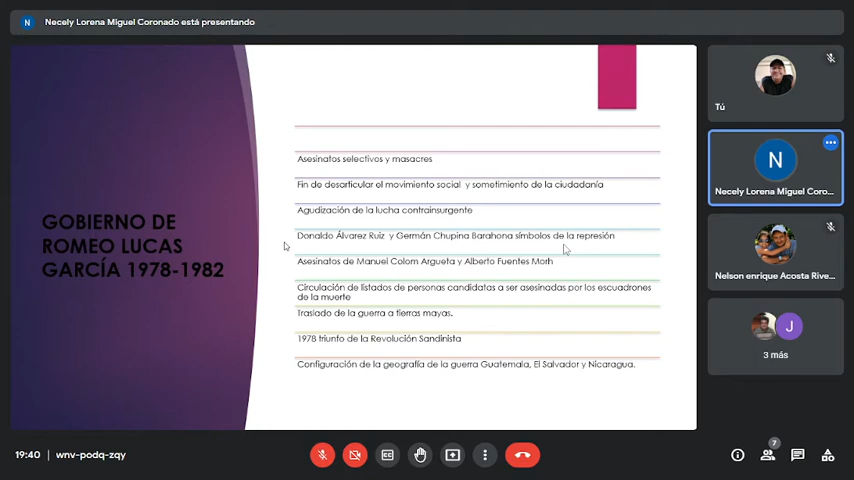 N
Necely Lorena Miguel Coronado está presentando
GOBIERNO DE
ROMEO LUCAS
GARCÍA 1978-1982
Asesinatos selectivos y masacres
Fin de desarticular el movimiento social y sometimiento de la ciudadanía
Agudización de la lucha contrainsurgente
Donaldo Álvarez Ruiz y Germán Chupina Barahona símbolos de la represión
Asesinatos de Manuel Colom Argueta y Alberto Fuentes Morh
Circulación de listados de personas candidatas a ser asesinadas por los escuadrones
de la muerte
Traslado de la guerra a tierras mayas.
1978 triunfo de la Revolución Sandinista
Configuración de la geografía de la guerra Guatemala, El Salvador y Nicaragua.
Tú
N
Necely Lorena Miguel Coro...
Nelson enrique Acosta Rive...
J
3 más
19:40 | wnv-podq-zqy
CC
7